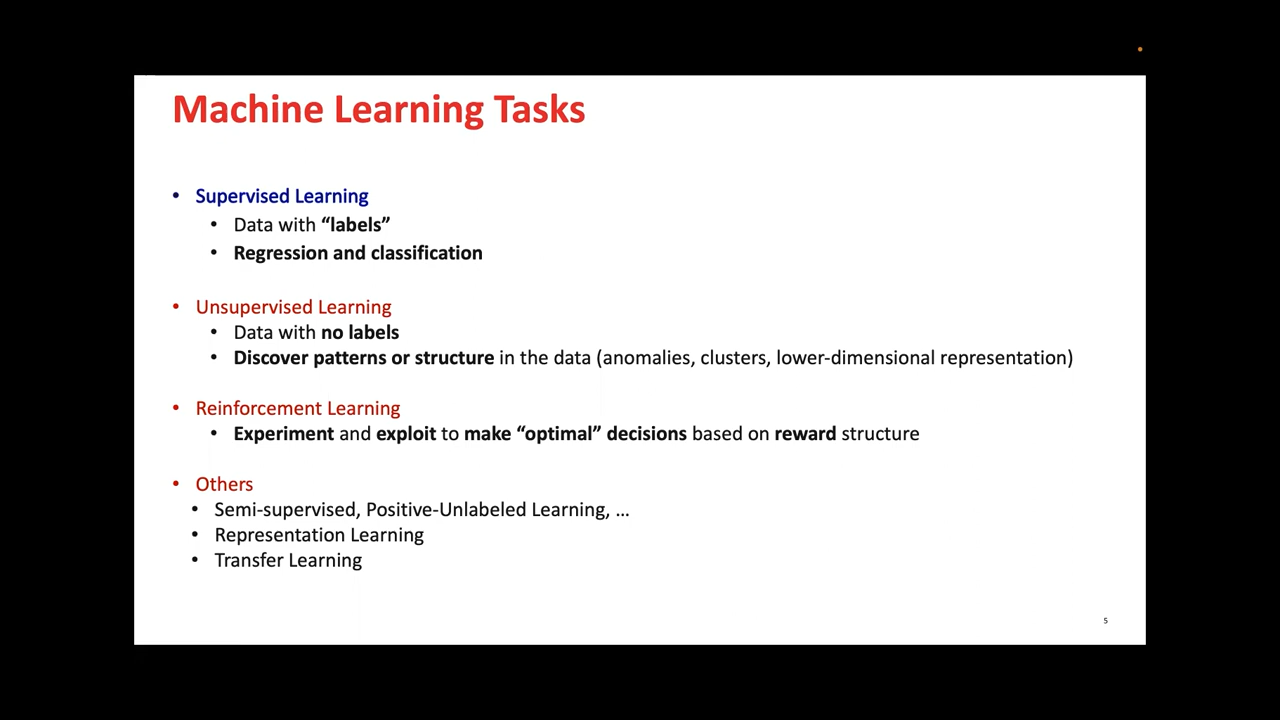 Machine Learning Tasks
• Supervised Learning
• Data with “labels”
• Regression and classification
• Unsupervised Learning
• Data with no labels
• Discover patterns or structure in the data (anomalies, clusters, lower-dimensional representation)
• Reinforcement Learning
• Experiment and exploit to make “optimal” decisions based on reward structure
• Others
• Semi-supervised, Positive-Unlabeled Learning, ...
• Representation Learning
• Transfer Learning
5